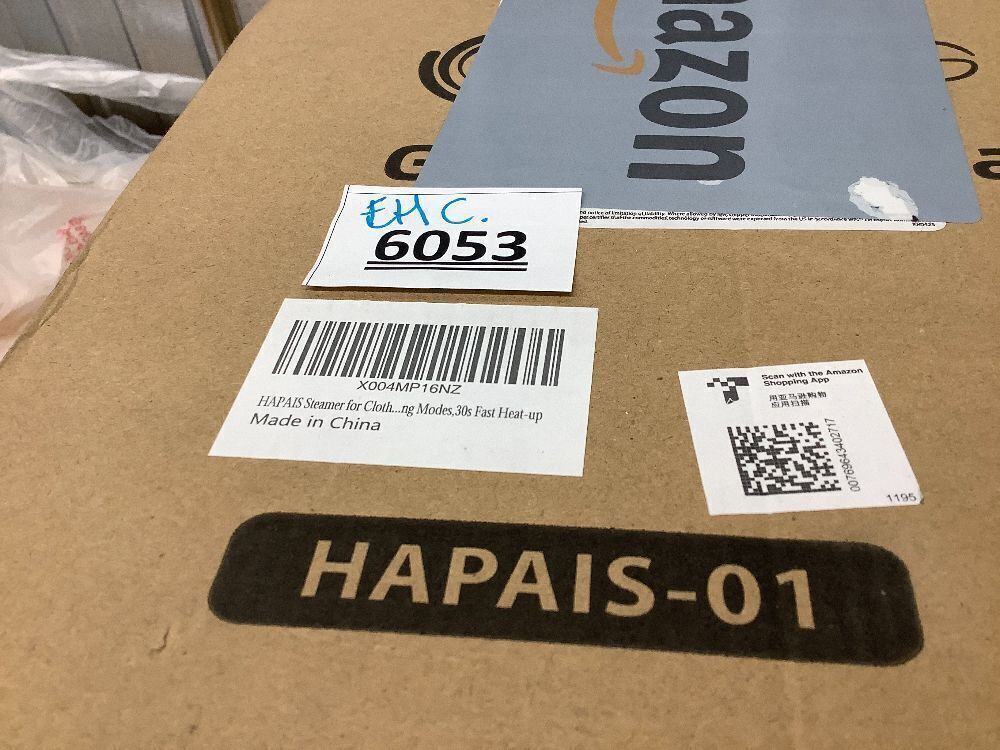 amazon
G
EHC.
6053
X004MP16NZ
HAPAIS Steamer for Cloth...ng Modes,30s Fast Heat-up
Made in China
Scan with the Amazon
Shopping App
用亚马逊购物
应用扫描
00769643402717
1195
HAPAIS-01